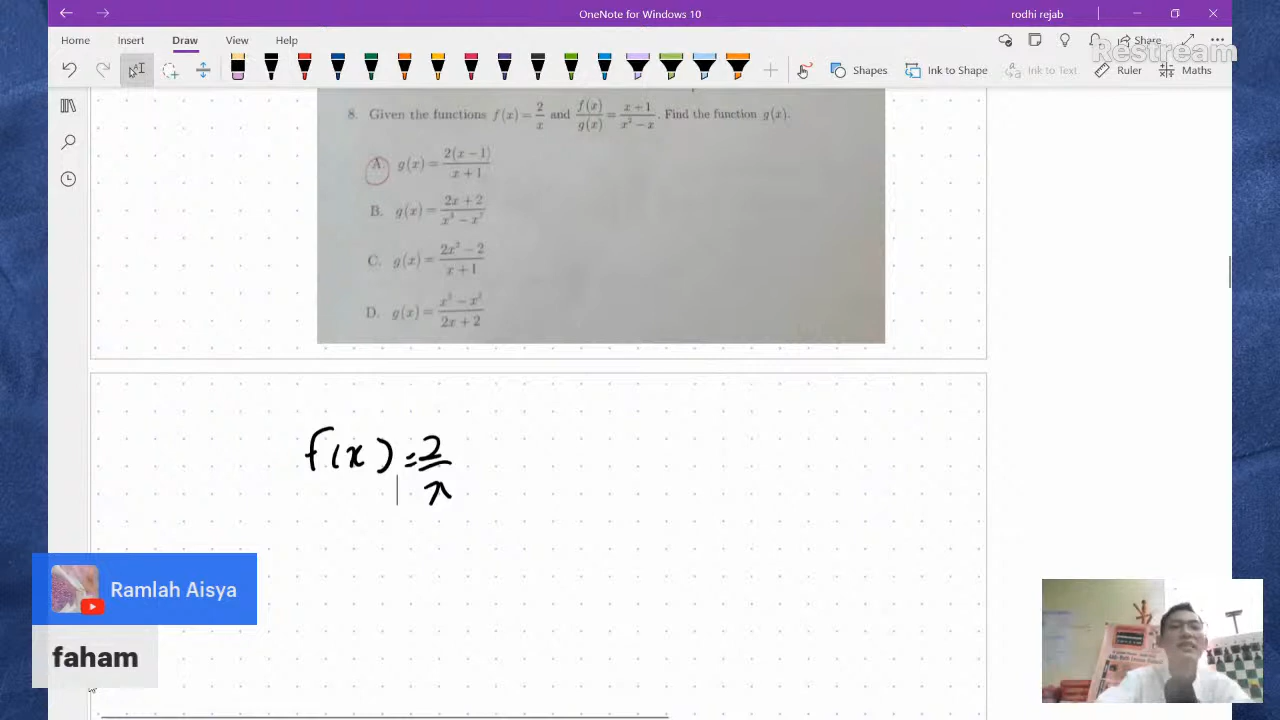 OneNote for Windows 10
rodhi rejab
Home Insert Draw View Help
Share
Restream
Shapes Ink to Shape Ink to Text Ruler Maths
8. Given the functions f(x) = 2/x and f(x)/g(x) = (x + 1)/(x² − x). Find the function g(x).
A. g(x) = 2(x − 1)/(x + 1)
B. g(x) = (2x + 2)/(x³ − x²)
C. g(x) = (2x² − 2)/(x + 1)
D. g(x) = (x³ − x²)/(2x + 2)
f(x) = 2/x
Ramlah Aisya
faham